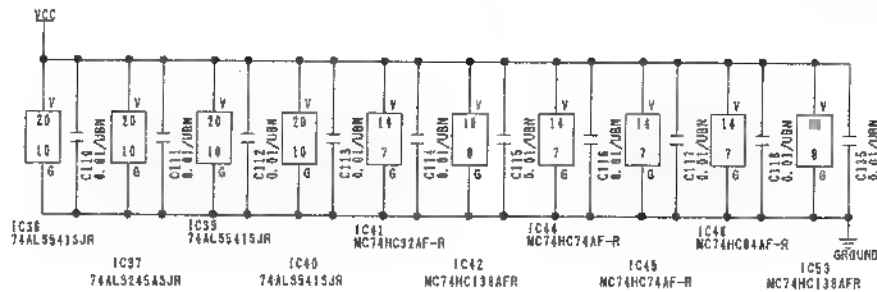 VCC
V V V V V V V V V V
20 20 20 20 14 16 14 14 14
10 10 10 10 7 8 7 7 7 8
G G G G G G G G G G
C110 0.01/UBN
C111 0.01/UBN
C112 0.01/UBN
C113 0.01/UBN
C114 0.01/UBN
C115 0.01/UBN
C116 0.01/UBN
C117 0.01/UBN
C118 0.01/UBN
C135 0.01/UBN
IC36
74ALS541SJR
IC37
74ALS245ASJR
IC39
74ALS541SJR
IC40
74ALS541SJR
IC41
MC74HC32AF-R
IC42
MC74HC138AFR
IC44
MC74HC74AF-R
IC45
MC74HC74AF-R
IC46
MC74HC04AF-R
IC53
MC74HC138AFR
GROUND